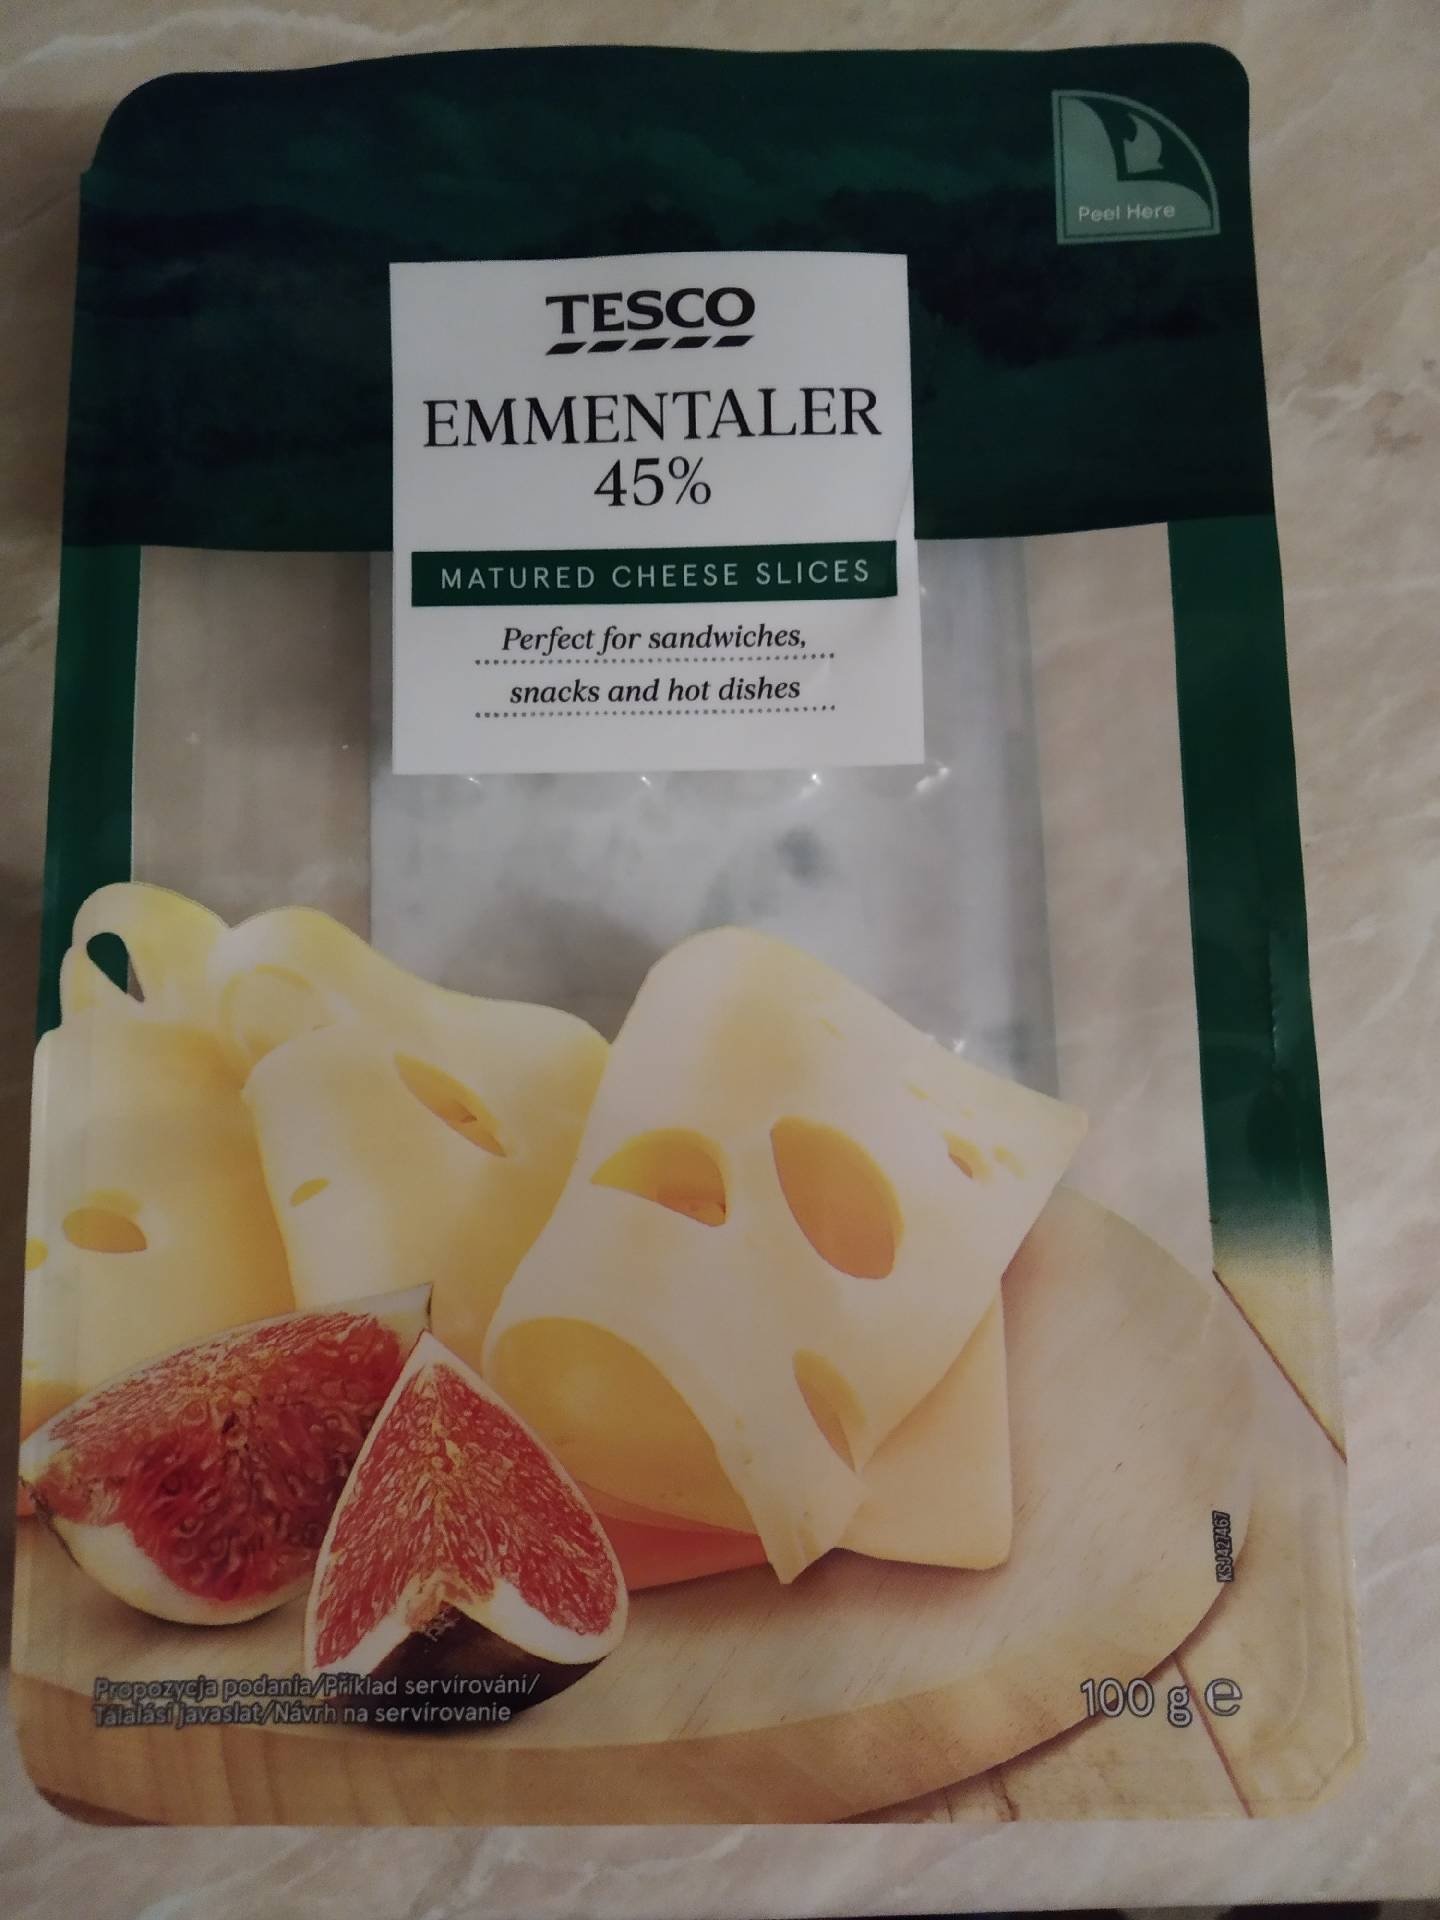 Peel Here
TESCO
EMMENTALER
45%
MATURED CHEESE SLICES
Perfect for sandwiches,
snacks and hot dishes
KSJ427467
Propozycja podania/Příklad servírování/
Tálalási javaslat/Návrh na servírovanie
100 g e